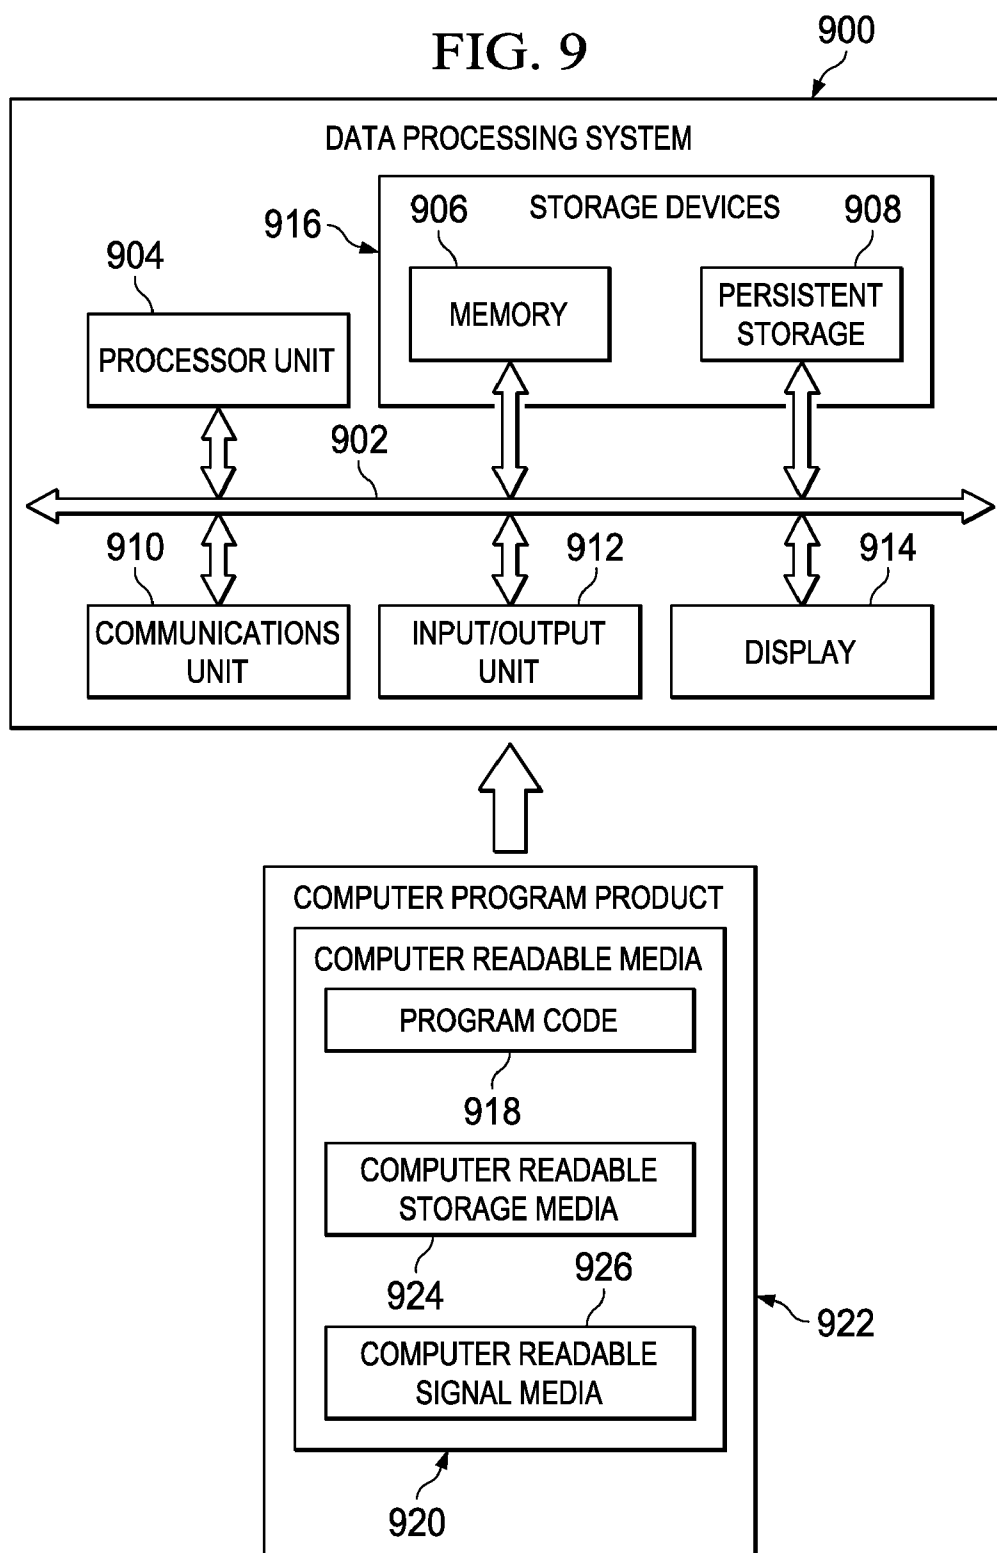 FIG. 9
900
DATA PROCESSING SYSTEM
916
906
STORAGE DEVICES
908
904
MEMORY
PERSISTENT
STORAGE
PROCESSOR UNIT
902
910
912
914
COMMUNICATIONS
UNIT
INPUT/OUTPUT
UNIT
DISPLAY
COMPUTER PROGRAM PRODUCT
COMPUTER READABLE MEDIA
PROGRAM CODE
918
COMPUTER READABLE
STORAGE MEDIA
924
926
922
COMPUTER READABLE
SIGNAL MEDIA
920